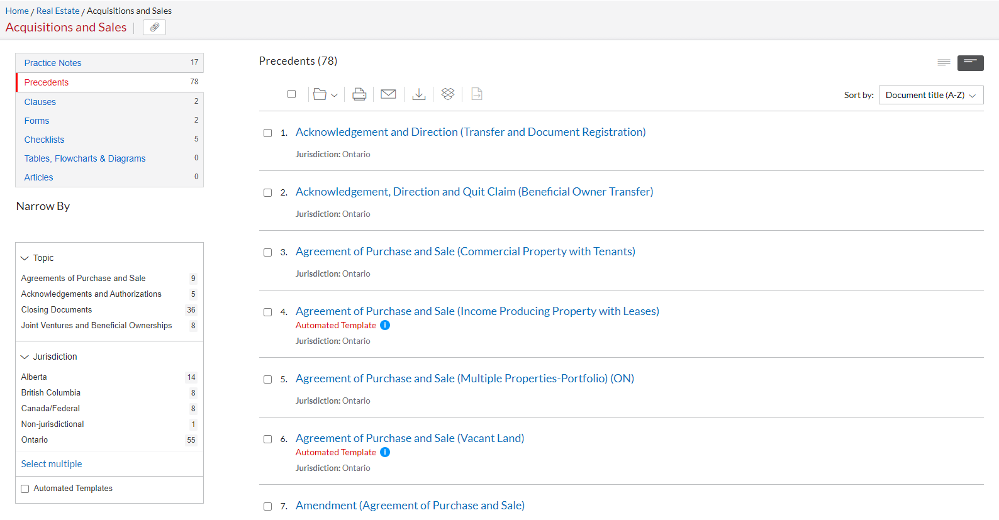 Home / Real Estate / Acquisitions and Sales
Acquisitions and Sales
Practice Notes 17
Precedents 78
Clauses 2
Forms 2
Checklists 5
Tables, Flowcharts & Diagrams 0
Articles 0
Narrow By
Topic
Agreements of Purchase and Sale 9
Acknowledgements and Authorizations 5
Closing Documents 36
Joint Ventures and Beneficial Ownerships 8
Jurisdiction
Alberta 14
British Columbia 8
Canada/Federal 8
Non-jurisdictional 1
Ontario 55
Select multiple
Automated Templates
Precedents (78)
Sort by: Document title (A-Z)
1. Acknowledgement and Direction (Transfer and Document Registration)
Jurisdiction: Ontario
2. Acknowledgement, Direction and Quit Claim (Beneficial Owner Transfer)
Jurisdiction: Ontario
3. Agreement of Purchase and Sale (Commercial Property with Tenants)
Jurisdiction: Ontario
4. Agreement of Purchase and Sale (Income Producing Property with Leases)
Automated Template i
Jurisdiction: Ontario
5. Agreement of Purchase and Sale (Multiple Properties-Portfolio) (ON)
Jurisdiction: Ontario
6. Agreement of Purchase and Sale (Vacant Land)
Automated Template i
Jurisdiction: Ontario
7. Amendment (Agreement of Purchase and Sale)